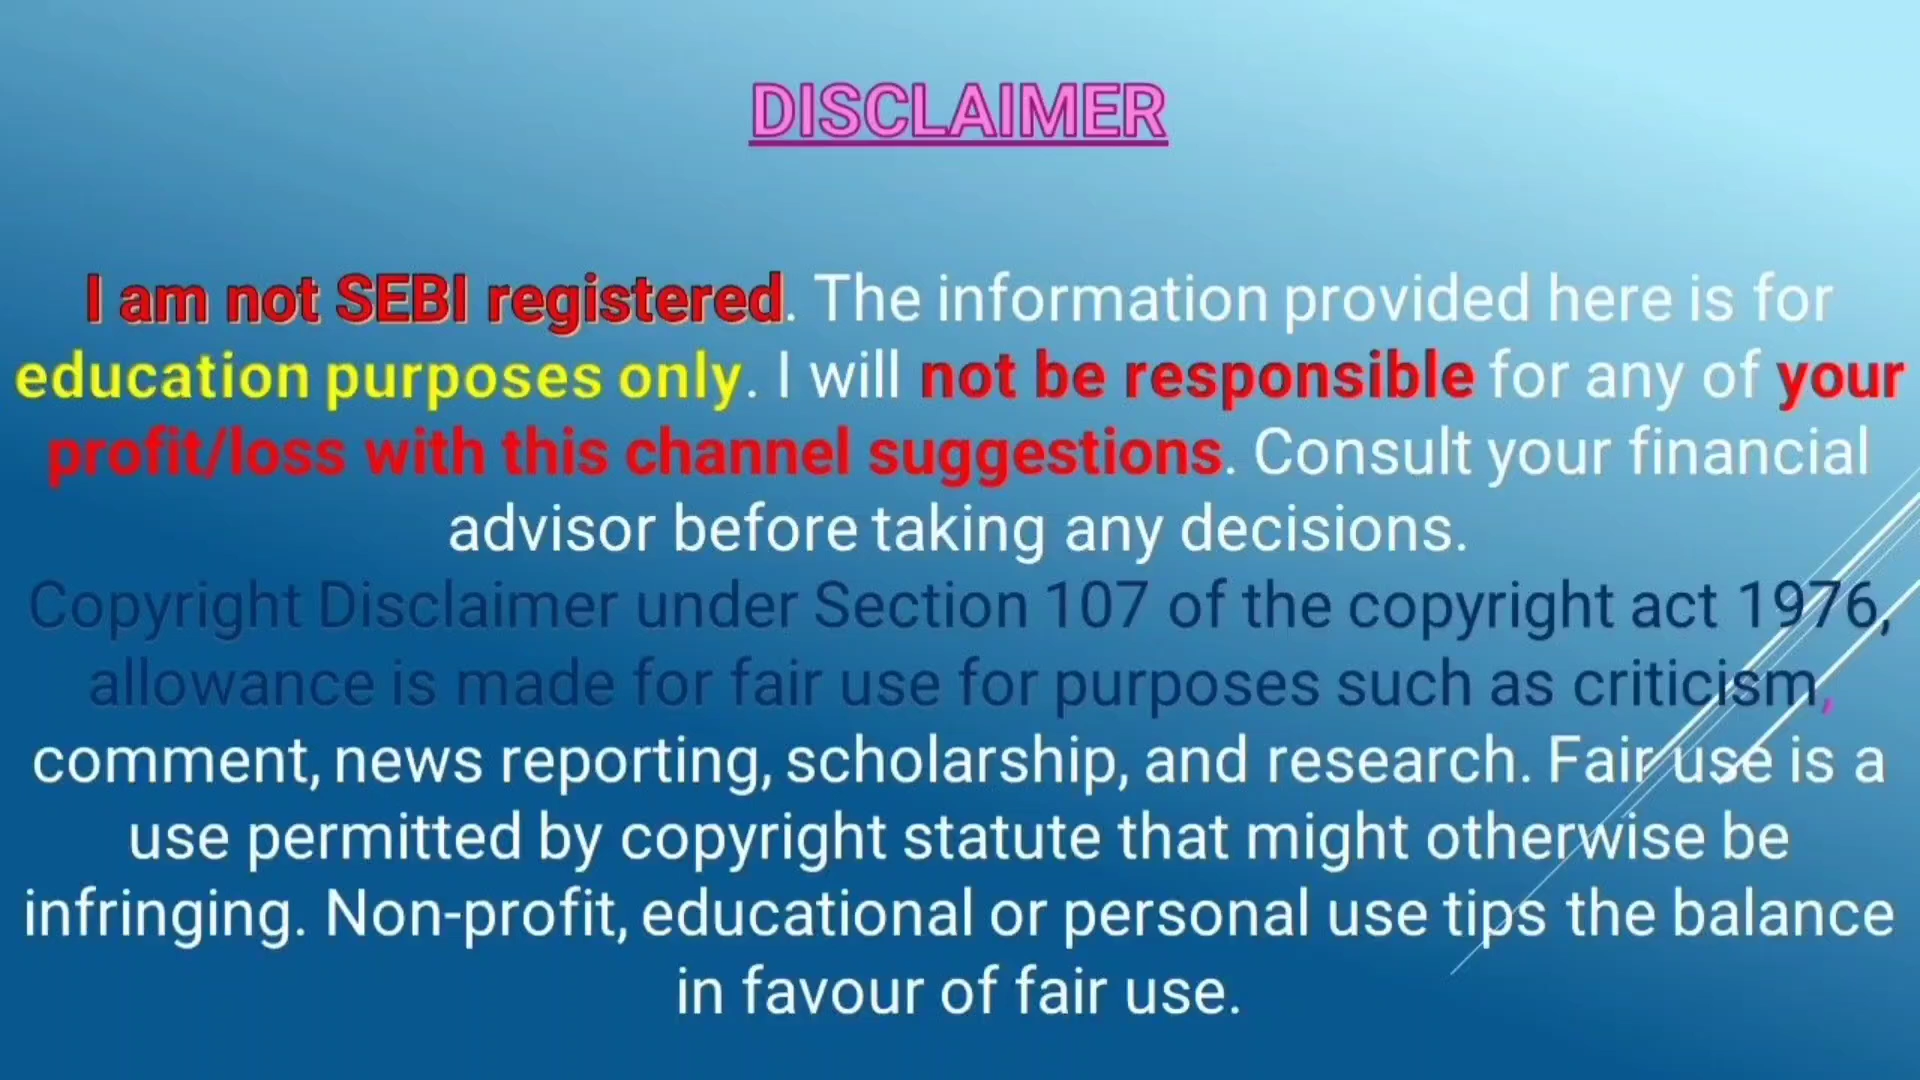 DISCLAIMER
I am not SEBI registered. The information provided here is for
education purposes only. I will not be responsible for any of your
profit/loss with this channel suggestions. Consult your financial
advisor before taking any decisions.
Copyright Disclaimer under Section 107 of the copyright act 1976,
allowance is made for fair use for purposes such as criticism,
comment, news reporting, scholarship, and research. Fair use is a
use permitted by copyright statute that might otherwise be
infringing. Non-profit, educational or personal use tips the balance
in favour of fair use.